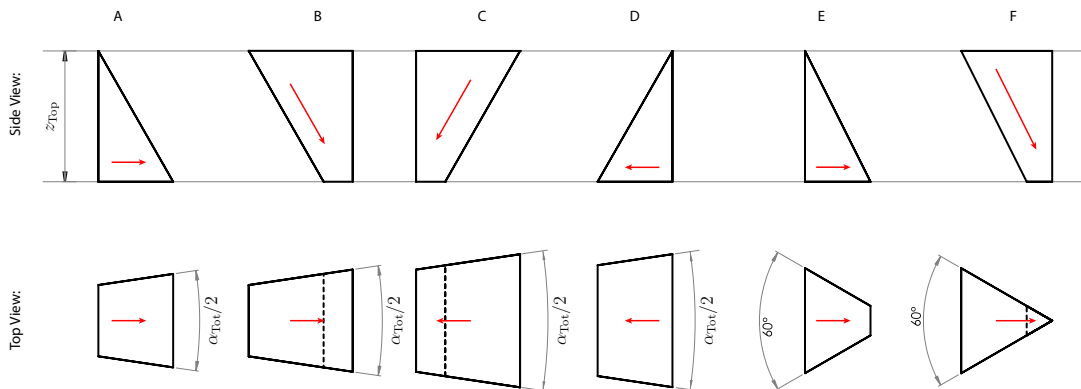 A B C D E F
Side View:
z_Top
Top View:
α_Tot/2
α_Tot/2
α_Tot/2
α_Tot/2
60°
60°